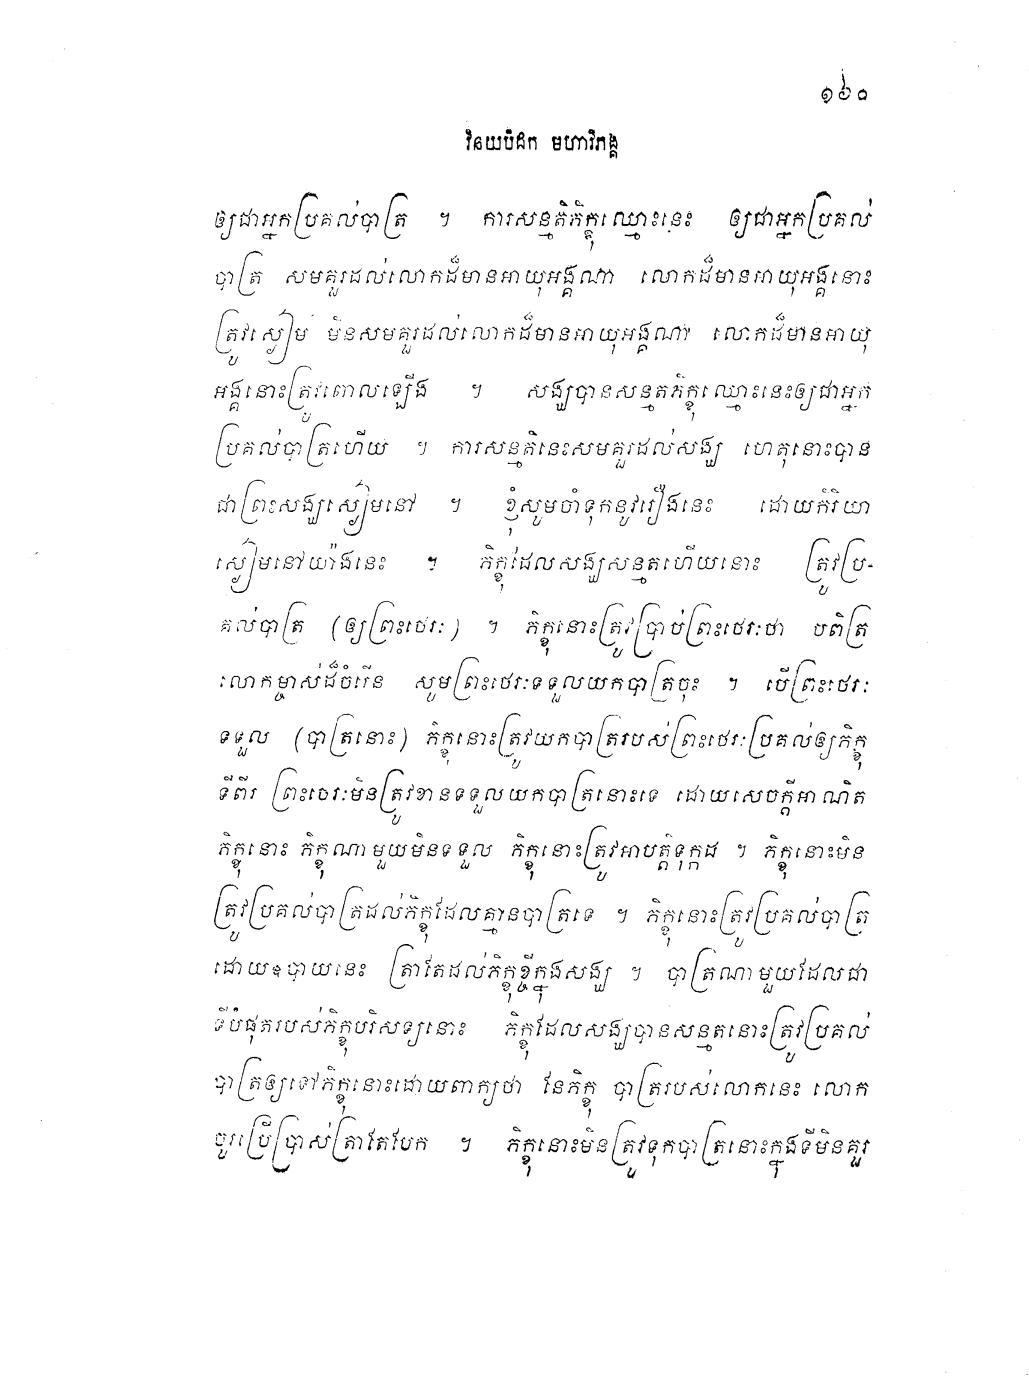 ១៦០
វិនយបិដក មហាវិភង្គ
ឲ្យជាអ្នកប្រគល់បាត្រ ។ ការសន្មតិភិក្ខុឈ្មោះនេះ ឲ្យជាអ្នកប្រគល់
បាត្រ សមគួរដល់លោកដ៏មានអាយុអង្គណា លោកដ៏មានអាយុអង្គនោះ
ត្រូវស្ងៀម មិនសមគួរដល់លោកដ៏មានអាយុអង្គណា លោកដ៏មានអាយុ
អង្គនោះត្រូវពោលឡើង ។ សង្ឃបានសន្មតភិក្ខុឈ្មោះនេះឲ្យជាអ្នក
ប្រគល់បាត្រហើយ ។ ការសន្មតិនេះសមគួរដល់សង្ឃ ហេតុនោះបាន
ជាព្រះសង្ឃស្ងៀមនៅ ។ ខ្ញុំសូមចាំទុកនូវរឿងនេះ ដោយកិរិយា
ស្ងៀមនៅយ៉ាងនេះ ។ ភិក្ខុដែលសង្ឃសន្មតហើយនោះ ត្រូវប្រ-
គល់បាត្រ (ឲ្យព្រះថេរៈ) ។ ភិក្ខុនោះត្រូវប្រាប់ព្រះថេរៈថា បពិត្រ
លោកម្ចាស់ដ៏ចំរើន សូមព្រះថេរៈទទួលយកបាត្រចុះ ។ បើព្រះថេរៈ
ទទួល (បាត្រនោះ) ភិក្ខុនោះត្រូវយកបាត្ររបស់ព្រះថេរៈប្រគល់ឲ្យភិក្ខុ
ទីពីរ ព្រះថេរៈមិនត្រូវខានទទួលយកបាត្រនោះទេ ដោយសេចក្តីអាណិត
ភិក្ខុនោះ ភិក្ខុណាមួយមិនទទួល ភិក្ខុនោះត្រូវអាបត្តិទុក្កដ ។ ភិក្ខុនោះមិន
ត្រូវប្រគល់បាត្រដល់ភិក្ខុដែលគ្មានបាត្រទេ ។ ភិក្ខុនោះត្រូវប្រគល់បាត្រ
ដោយឧបាយនេះ ត្រាតែដល់ភិក្ខុខ្ចីក្នុងសង្ឃ ។ បាត្រណាមួយដែលជា
ទីបំផុតរបស់ភិក្ខុបរិសទ្យនោះ ភិក្ខុដែលសង្ឃបានសន្មតនោះត្រូវប្រគល់
បាត្រឲ្យទៅភិក្ខុនោះដោយពាក្យថា នែភិក្ខុ បាត្ររបស់លោកនេះ លោក
ចូរប្រើប្រាស់ត្រាតែបែក ។ ភិក្ខុនោះមិនត្រូវទុកបាត្រនោះក្នុងទីមិនគួរ